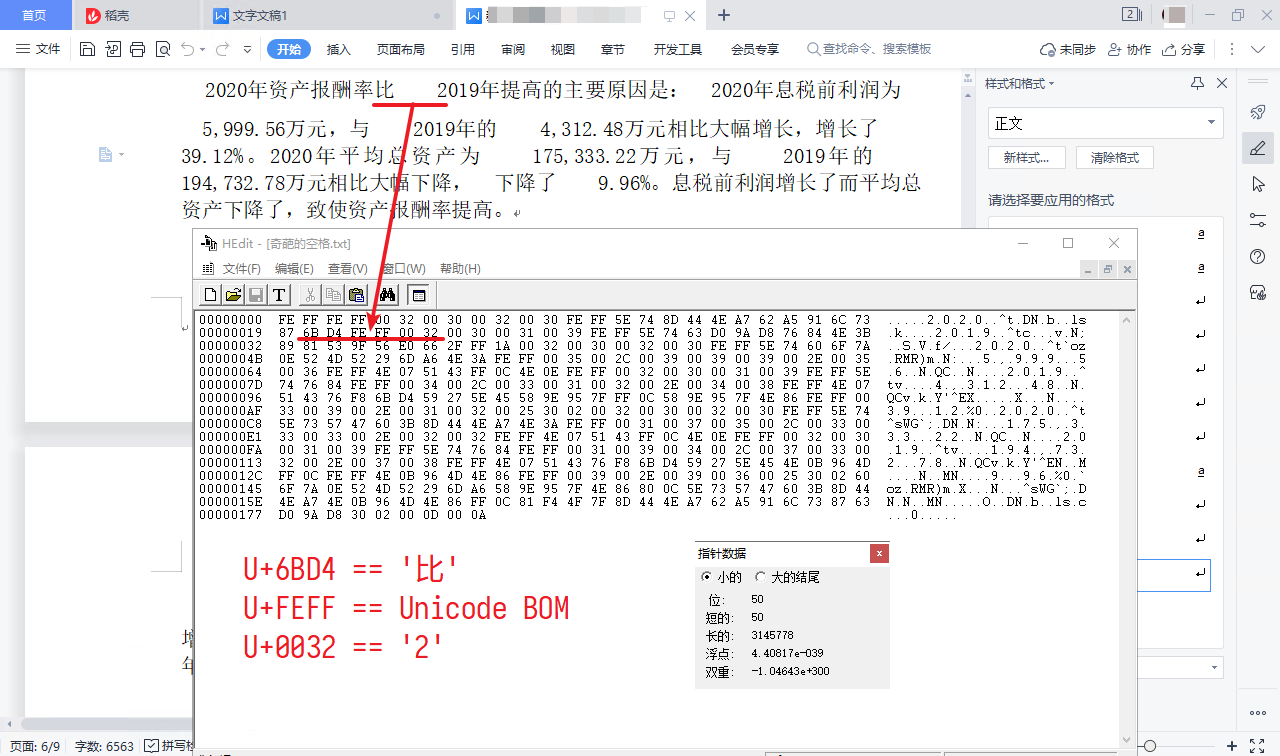 首页
稻壳
文字文稿1
2
文件
开始
插入
页面布局
引用
审阅
视图
章节
开发工具
会员专享
查找命令、搜索模板
未同步
协作
分享
2020年资产报酬率比 2019年提高的主要原因是: 2020年息税前利润为
5,999.56万元,与 2019年的 4,312.48万元相比大幅增长,增长了
39.12%。2020年平均总资产为 175,333.22万元,与 2019年的
194,732.78万元相比大幅下降, 下降了 9.96%。息税前利润增长了而平均总
资产下降了,致使资产报酬率提高。
样式和格式
正文
新样式...
清除格式
请选择要应用的格式
a
a
a
HEdit - [奇葩的空格.txt]
文件(F)
编辑(E)
查看(V)
窗口(W)
帮助(H)
00000000 FE FF FE FF 00 32 00 30 00 32 00 30 FE FF 5E 74 8D 44 4E A7 62 A5 91 6C 73 .....2.0.2.0..^t.DN.b..ls
00000019 87 6B D4 FE FF 00 32 00 30 00 31 00 39 FE FF 5E 74 63 D0 9A D8 76 84 4E 3B .k....2.0.1.9..^tc...v.N;
00000032 89 81 53 9F 56 E0 66 2F FF 1A 00 32 00 30 00 32 00 30 FE FF 5E 74 60 6F 7A ..S.V.f/...2.0.2.0..^t`oz
0000004B 0E 52 4D 52 29 6D A6 4E 3A FE FF 00 35 00 2C 00 39 00 39 00 39 00 2E 00 35 .RMR)m.N:...5.,.9.9.9...5
00000064 00 36 FE FF 4E 07 51 43 FF 0C 4E 0E FE FF 00 32 00 30 00 31 00 39 FE FF 5E .6..N.QC..N....2.0.1.9..^
0000007D 74 76 84 FE FF 00 34 00 2C 00 33 00 31 00 32 00 2E 00 34 00 38 FE FF 4E 07 tv....4.,.3.1.2...4.8..N.
00000096 51 43 76 F8 6B D4 59 27 5E 45 58 9E 95 7F FF 0C 58 9E 95 7F 4E 86 FE FF 00 QCv.k.Y'^EX.....X...N....
000000AF 33 00 39 00 2E 00 31 00 32 00 25 30 02 00 32 00 30 00 32 00 30 FE FF 5E 74 3.9...1.2.%0..2.0.2.0..^t
000000C8 5E 73 57 47 60 3B 8D 44 4E A7 4E 3A FE FF 00 31 00 37 00 35 00 2C 00 33 00 ^sWG`;.DN.N:...1.7.5.,.3.
000000E1 33 00 33 00 2E 00 32 00 32 FE FF 4E 07 51 43 FF 0C 4E 0E FE FF 00 32 00 30 3.3...2.2..N.QC..N....2.0
000000FA 00 31 00 39 FE FF 5E 74 76 84 FE FF 00 31 00 39 00 34 00 2C 00 37 00 33 00 .1.9..^tv....1.9.4.,.7.3.
00000113 32 00 2E 00 37 00 38 FE FF 4E 07 51 43 76 F8 6B D4 59 27 5E 45 4E 0B 96 4D 2...7.8..N.QCv.k.Y'^EN..M
0000012C FF 0C FE FF 4E 0B 96 4D 4E 86 FE FF 00 39 00 2E 00 39 00 36 00 25 30 02 60 ....N..MN....9...9.6.%0.`
00000145 6F 7A 0E 52 4D 52 29 6D A6 58 9E 95 7F 4E 86 80 0C 5E 73 57 47 60 3B 8D 44 oz.RMR)m.X...N...^sWG`;.D
0000015E 4E A7 4E 0B 96 4D 4E 86 FF 0C 81 F4 4F 7F 8D 44 4E A7 62 A5 91 6C 73 87 63 N.N..MN.....O..DN.b..ls.c
00000177 D0 9A D8 30 02 00 0D 00 0A ...0.....
U+6BD4 == '比'
U+FEFF == Unicode BOM
U+0032 == '2'
指针数据
小的 大的结尾
位: 50
短的: 50
长的: 3145778
浮点: 4.40817e-039
双重: -1.04643e+300
页面: 6/9
字数: 6563